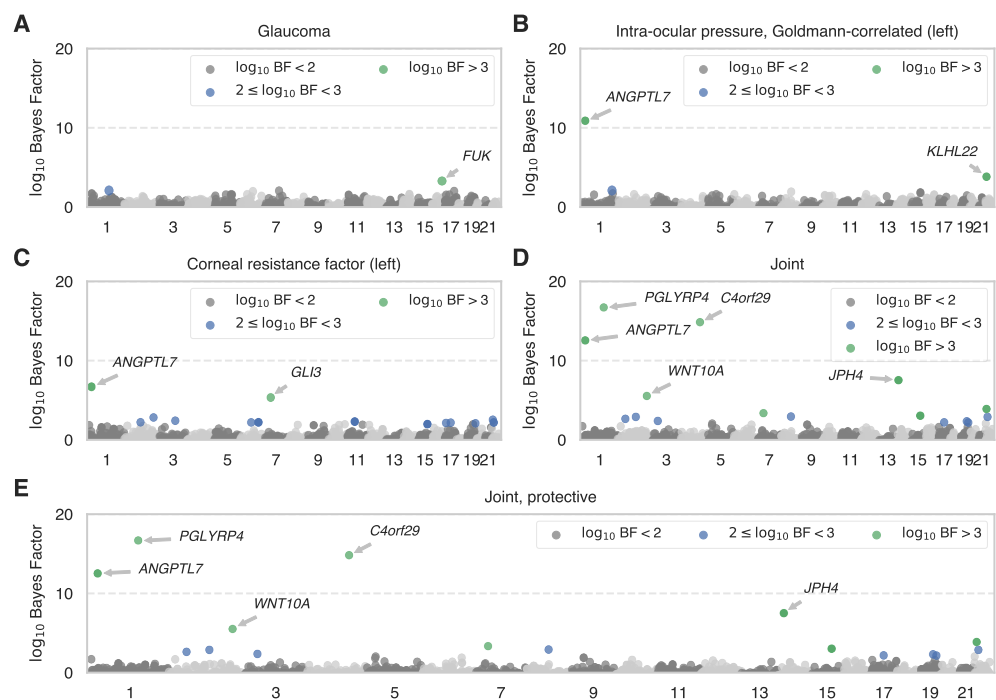 A
Glaucoma
log10 Bayes Factor
20
10
0
log10 BF < 2
2 ≤ log10 BF < 3
log10 BF > 3
FUK
1 3 5 7 9 11 13 15 17 19 21
B
Intra-ocular pressure, Goldmann-correlated (left)
log10 Bayes Factor
20
10
0
log10 BF < 2
2 ≤ log10 BF < 3
log10 BF > 3
ANGPTL7
KLHL22
1 3 5 7 9 11 13 15 17 19 21
C
Corneal resistance factor (left)
log10 Bayes Factor
20
10
0
log10 BF < 2
2 ≤ log10 BF < 3
log10 BF > 3
ANGPTL7
GLI3
1 3 5 7 9 11 13 15 17 19 21
D
Joint
log10 Bayes Factor
20
10
0
log10 BF < 2
2 ≤ log10 BF < 3
log10 BF > 3
PGLYRP4
C4orf29
ANGPTL7
WNT10A
JPH4
1 3 5 7 9 11 13 15 17 19 21
E
Joint, protective
log10 Bayes Factor
20
10
0
log10 BF < 2
2 ≤ log10 BF < 3
log10 BF > 3
PGLYRP4
C4orf29
ANGPTL7
WNT10A
JPH4
1 3 5 7 9 11 13 15 17 19 21